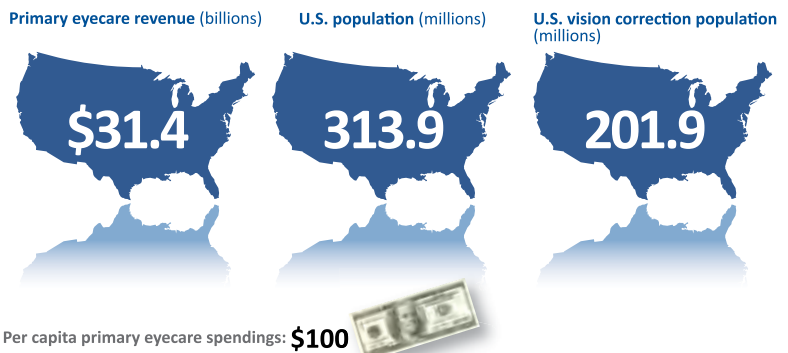 Primary eyecare revenue (billions)
U.S. population (millions)
U.S. vision correction population
(millions)
$31.4
313.9
201.9
Per capita primary eyecare spendings: $100